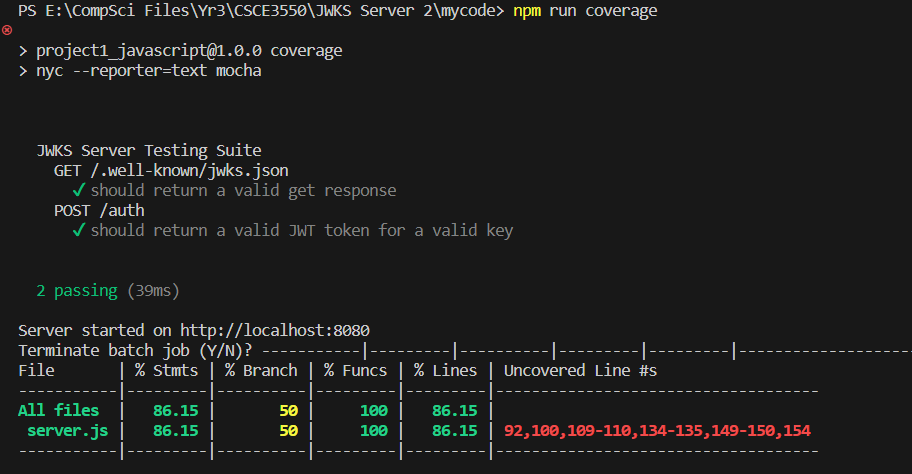 PS E:\CompSci Files\Yr3\CSCE3550\JWKS Server 2\mycode> npm run coverage
> project1_javascript@1.0.0 coverage
> nyc --reporter=text mocha
JWKS Server Testing Suite
GET /.well-known/jwks.json
✓ should return a valid get response
POST /auth
✓ should return a valid JWT token for a valid key
2 passing (39ms)
Server started on http://localhost:8080
Terminate batch job (Y/N)? -----------|---------|----------|---------|---------|-------------------
File      | % Stmts | % Branch | % Funcs | % Lines | Uncovered Line #s
-----------|---------|----------|---------|---------|-----------------------------------
All files  |   86.15 |       50 |     100 |   86.15 |
server.js |   86.15 |       50 |     100 |   86.15 | 92,100,109-110,134-135,149-150,154
-----------|---------|----------|---------|---------|-----------------------------------